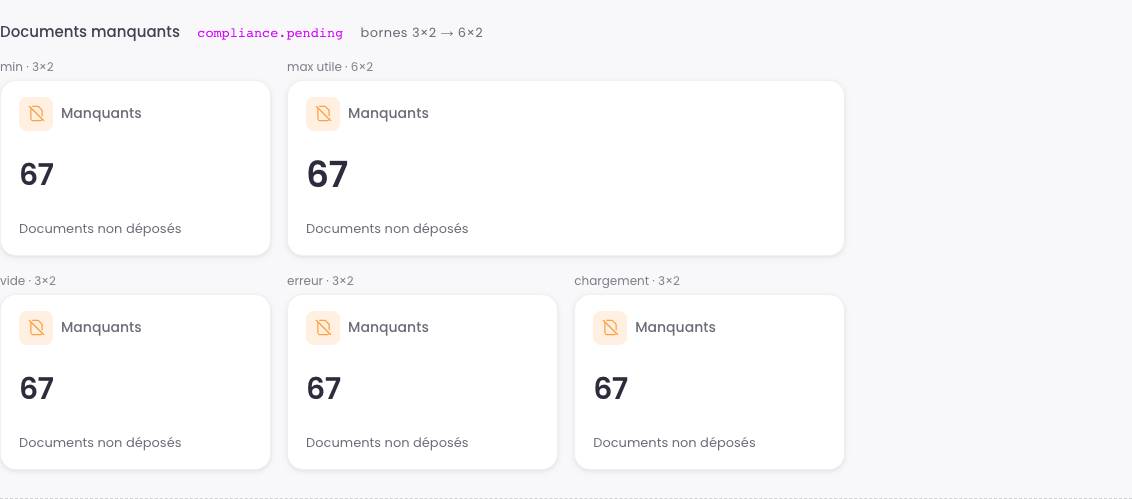 Documents manquants compliance.pending bornes 3×2 → 6×2
min · 3×2
max utile · 6×2
Manquants
67
Documents non déposés
Manquants
67
Documents non déposés
vide · 3×2
erreur · 3×2
chargement · 3×2
Manquants
67
Documents non déposés
Manquants
67
Documents non déposés
Manquants
67
Documents non déposés